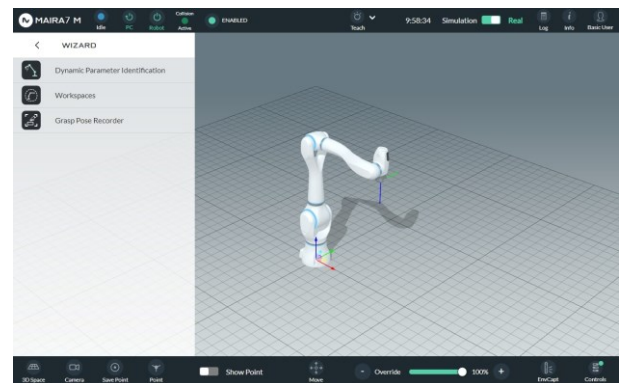 MAIRA7 M
Idle
PC
Robot
Collision
Active
ENABLED
Teach
9:58:34
Simulation
Real
Log
Info
Basic User
WIZARD
Dynamic Parameter Identification
Workspaces
Grasp Pose Recorder
3D Space
Camera
Save Point
Point
Show Point
Move
- Override 100% +
EnvCapt
Controls